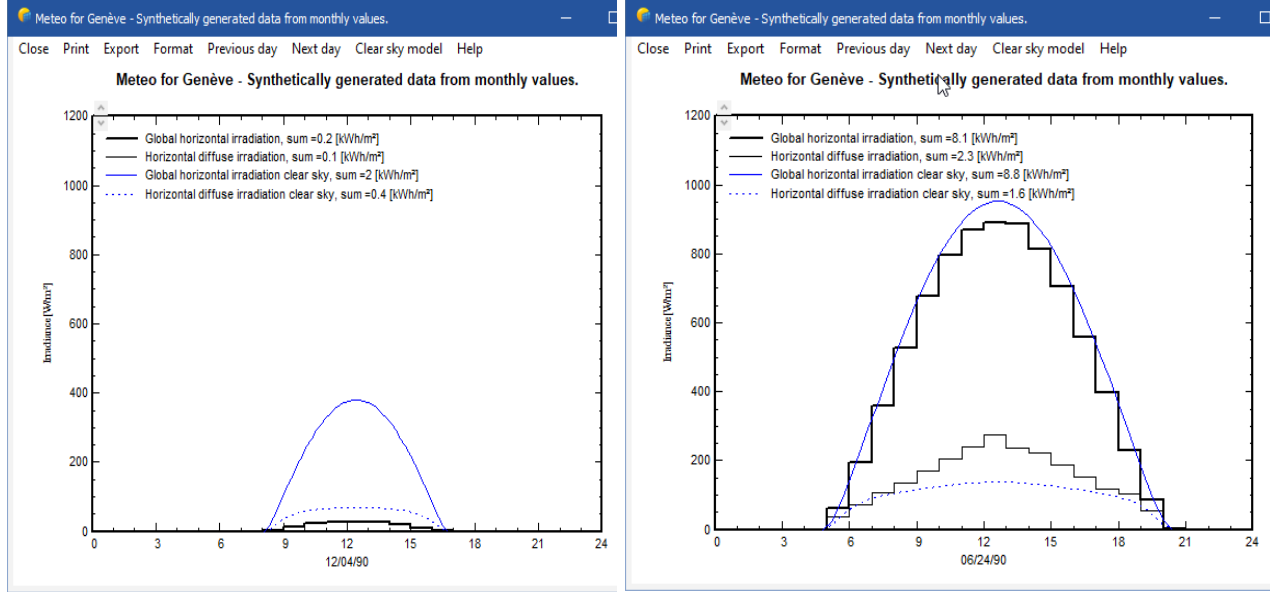 Meteo for Genève - Synthetically generated data from monthly values.
Close Print Export Format Previous day Next day Clear sky model Help
Meteo for Genève - Synthetically generated data from monthly values.
1200
1000
800
600
400
200
0
Irradiance[W/m²]
Global horizontal irradiation, sum =0.2 [kWh/m²]
Horizontal diffuse irradiation, sum =0.1 [kWh/m²]
Global horizontal irradiation clear sky, sum =2 [kWh/m²]
Horizontal diffuse irradiation clear sky, sum =0.4 [kWh/m²]
0 3 6 9 12 15 18 21 24
12/04/90
Meteo for Genève - Synthetically generated data from monthly values.
Close Print Export Format Previous day Next day Clear sky model Help
Meteo for Genève - Synthetically generated data from monthly values.
1200
1000
800
600
400
200
0
Irradiance[W/m²]
Global horizontal irradiation, sum =8.1 [kWh/m²]
Horizontal diffuse irradiation, sum =2.3 [kWh/m²]
Global horizontal irradiation clear sky, sum =8.8 [kWh/m²]
Horizontal diffuse irradiation clear sky, sum =1.6 [kWh/m²]
0 3 6 9 12 15 18 21 24
06/24/90